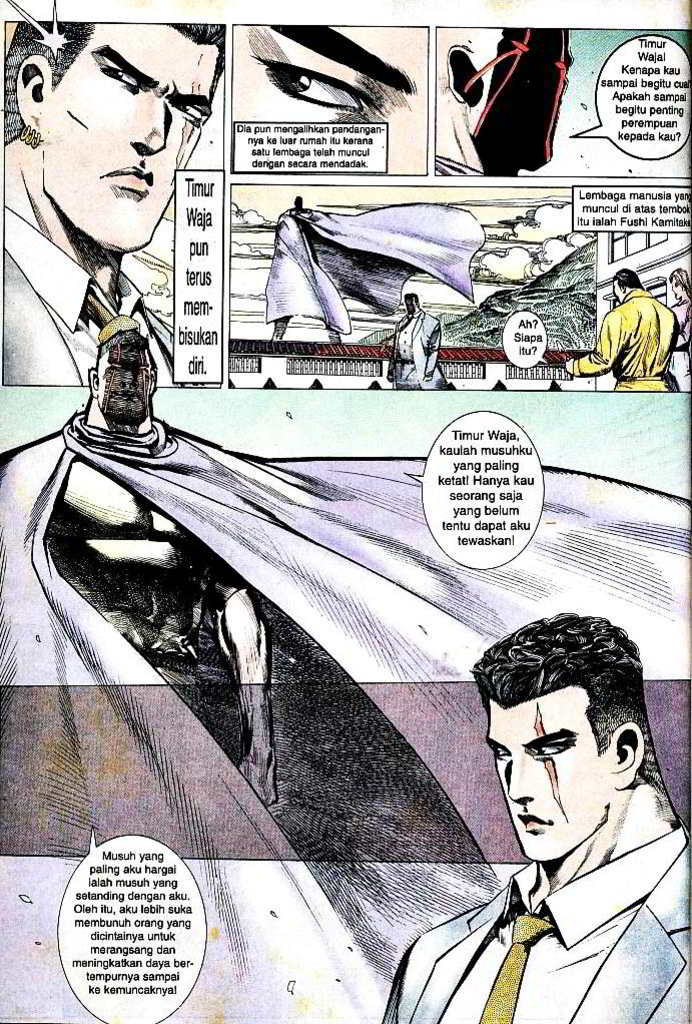 Timur
Waja
pun
terus
mem-
bisukan
diri.
Dia pun mengalihkan pandangan-
nya ke luar rumah itu kerana
satu lembaga telah muncul
dengan secara mendadak.
Timur
Waja!
Kenapa kau
sampai begitu cuai
Apakah sampai
begitu penting
perempuan
kepada kau?
Lembaga manusia yang
muncul di atas tembok
itu ialah Fushi Kamitake
Ah?
Siapa
itu?
Timur Waja,
kaulah musuhku
yang paling
ketat! Hanya kau
seorang saja
yang belum
tentu dapat aku
tewaskan!
Musuh yang
paling aku hargai
ialah musuh yang
setanding dengan aku.
Oleh itu, aku lebih suka
membunuh orang yang
dicintainya untuk
merangsang dan
meningkatkan daya ber-
tempurnya sampai
ke kemuncaknya!